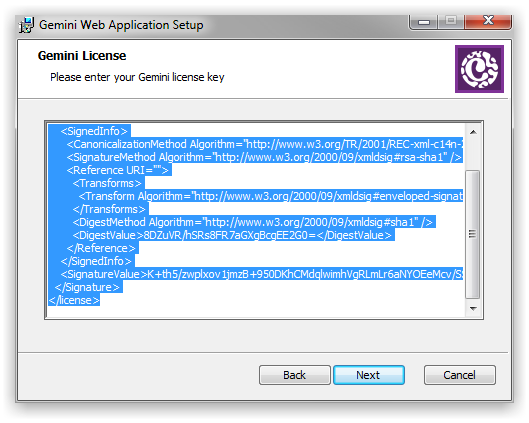 Gemini Web Application Setup
Gemini License
Please enter your Gemini license key
<SignedInfo>
<CanonicalizationMethod Algorithm="http://www.w3.org/TR/2001/REC-xml-c14n-
<SignatureMethod Algorithm="http://www.w3.org/2000/09/xmldsig#rsa-sha1" />
<Reference URI="">
<Transforms>
<Transform Algorithm="http://www.w3.org/2000/09/xmldsig#enveloped-signat
</Transforms>
<DigestMethod Algorithm="http://www.w3.org/2000/09/xmldsig#sha1" />
<DigestValue>8DZuVR/hSRs8FR7aGXgBcgEE2G0=</DigestValue>
</Reference>
</SignedInfo>
<SignatureValue>K+th5/zwplxov1jmzB+950DKhCMdqlwimhVgRLmLr6aNYOEeMcv/S
</Signature>
</license>
Back
Next
Cancel